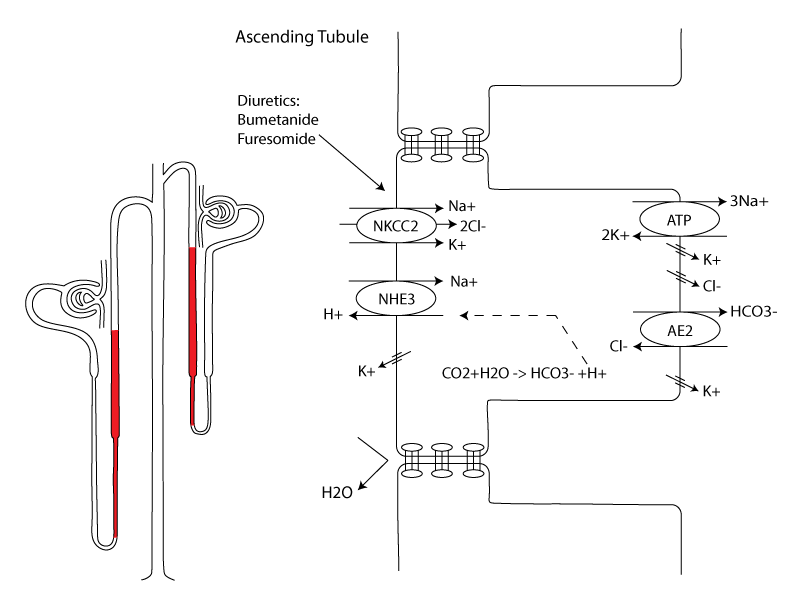 Ascending Tubule
Diuretics:
Bumetanide
Furesomide
Na+
NKCC2
2Cl-
K+
Na+
NHE3
H+
K+
CO2+H2O -> HCO3- +H+
H2O
3Na+
ATP
2K+
K+
Cl-
HCO3-
AE2
Cl-
K+